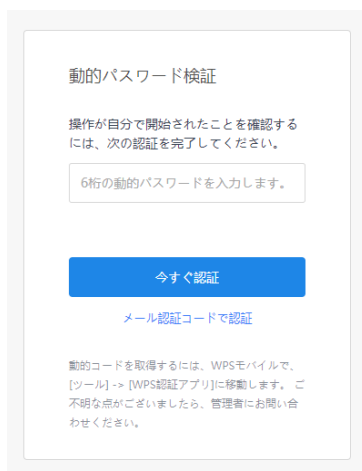 動的パスワード検証
操作が自分で開始されたことを確認する
には、次の認証を完了してください。
6桁の動的パスワードを入力します。
今すぐ認証
メール認証コードで認証
動的コードを取得するには、WPSモバイルで、
[ツール] -> [WPS認証アプリ]に移動します。 ご
不明な点がございましたら、管理者にお問い合
わせください。